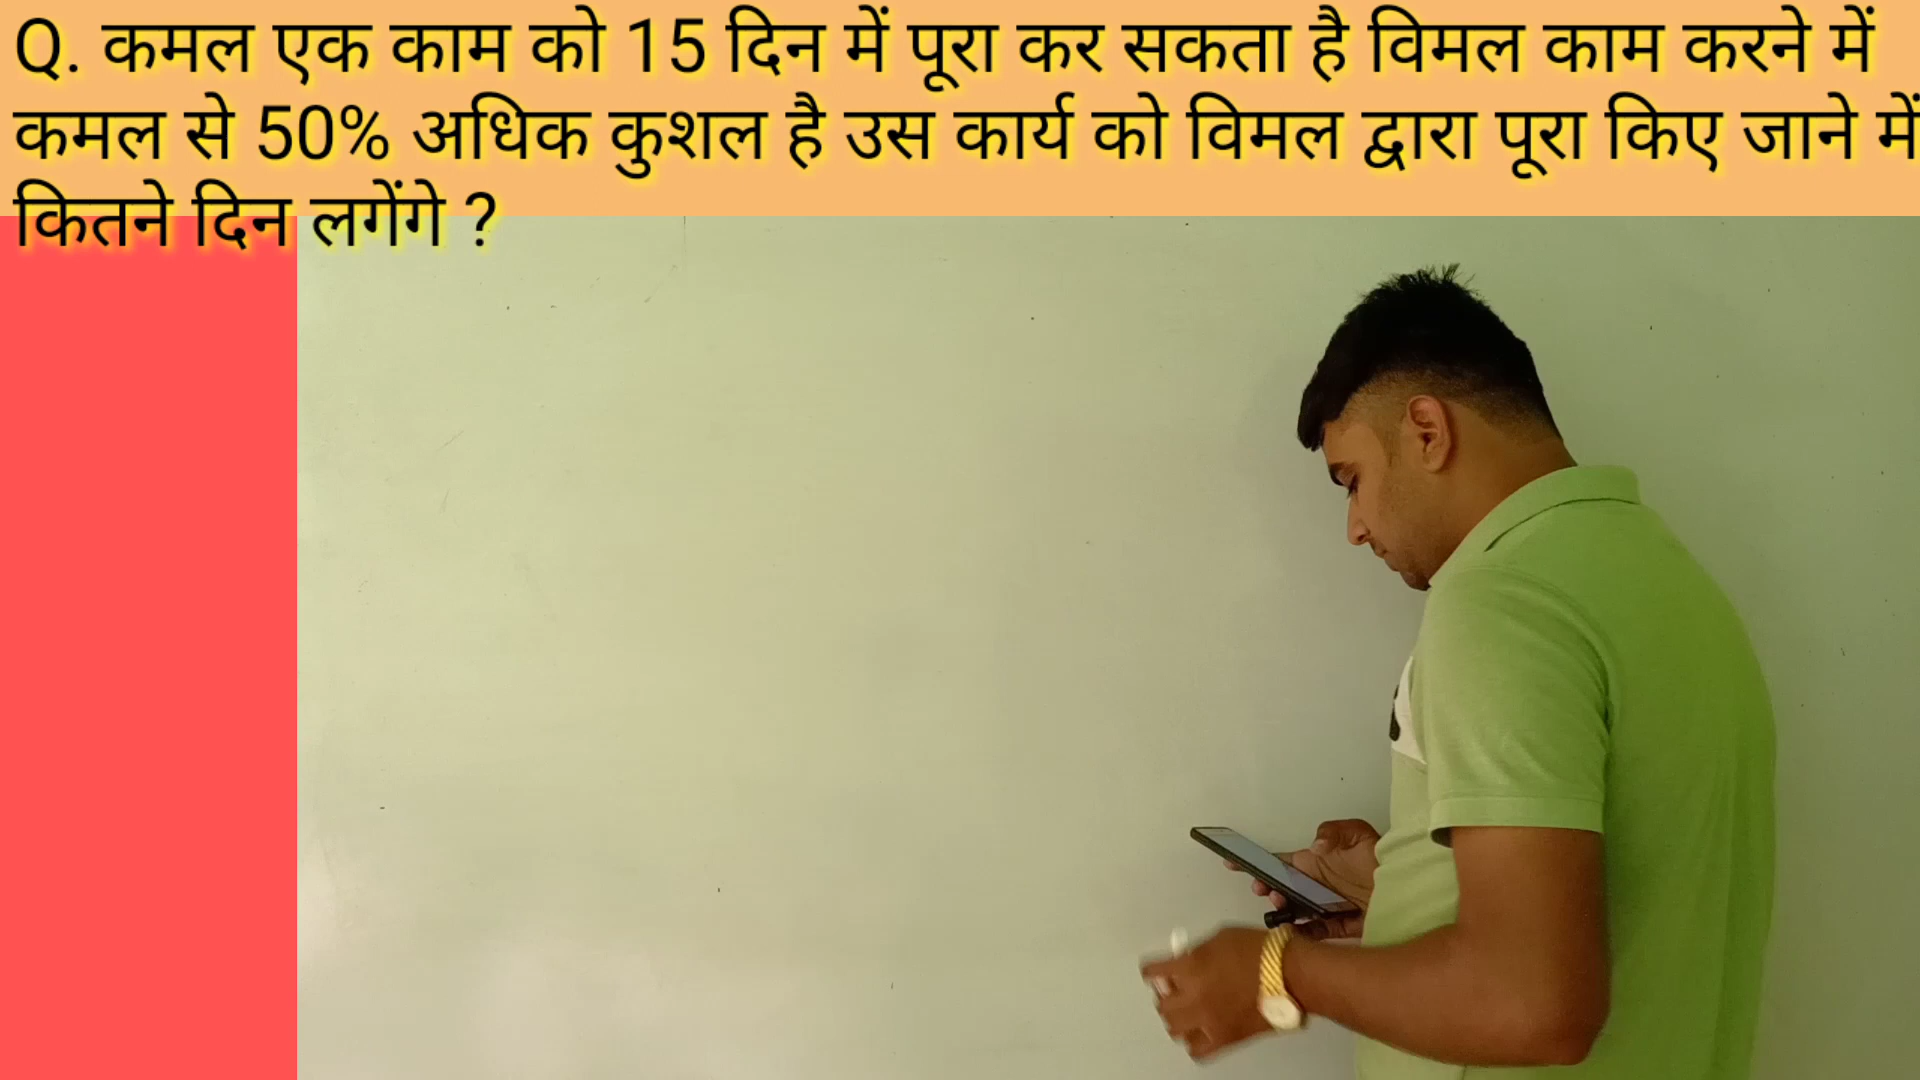 Q. कमल एक काम को 15 दिन में पूरा कर सकता है विमल काम करने में
कमल से 50% अधिक कुशल है उस कार्य को विमल द्वारा पूरा किए जाने में
कितने दिन लगेंगे ?